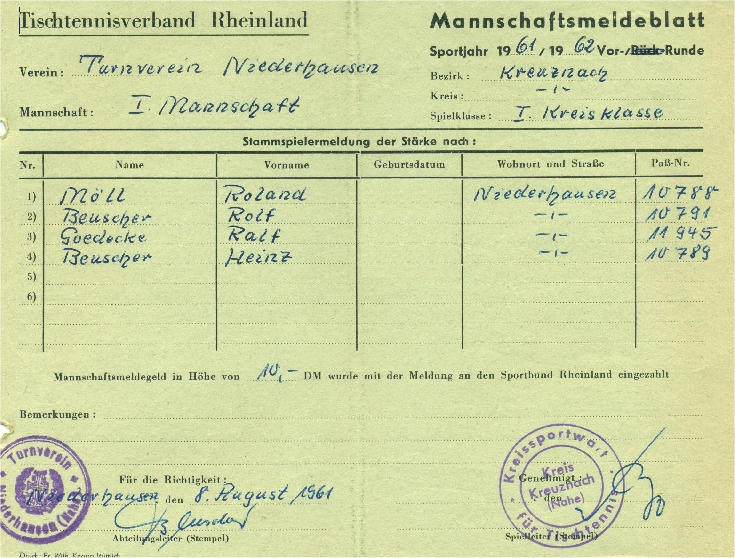 Tischtennisverband Rheinland
Mannschaftsmeldeblatt
Sportjahr 1961/1962 Vor-/Rück-Runde
Verein: Turnverein Niederhausen
Bezirk: Kreuznach
Kreis: -"-
Mannschaft: I. Mannschaft
Spielklasse: I. Kreisklasse
Stammspielermeldung der Stärke nach:
Nr. Name Vorname Geburtsdatum Wohnort und Straße Paß-Nr.
1) Möll Roland Niederhausen 10788
2) Beuscher Rolf -"- 10791
3) Goedecke Ralf -"- 11945
4) Beuscher Heinz -"- 10789
5)
6)
Mannschaftsmeldegeld in Höhe von 10,- DM wurde mit der Meldung an den Sportbund Rheinland eingezahlt
Bemerkungen:
Turnverein
Niederhausen (Nahe)
Kreissportwart
für Tischtennis
Kreis
Kreuznach
(Nahe)
Für die Richtigkeit:
Genehmigt:
Niederhausen den 8. August 1961
den
Abteilungsleiter (Stempel)
Spielleiter (Stempel)